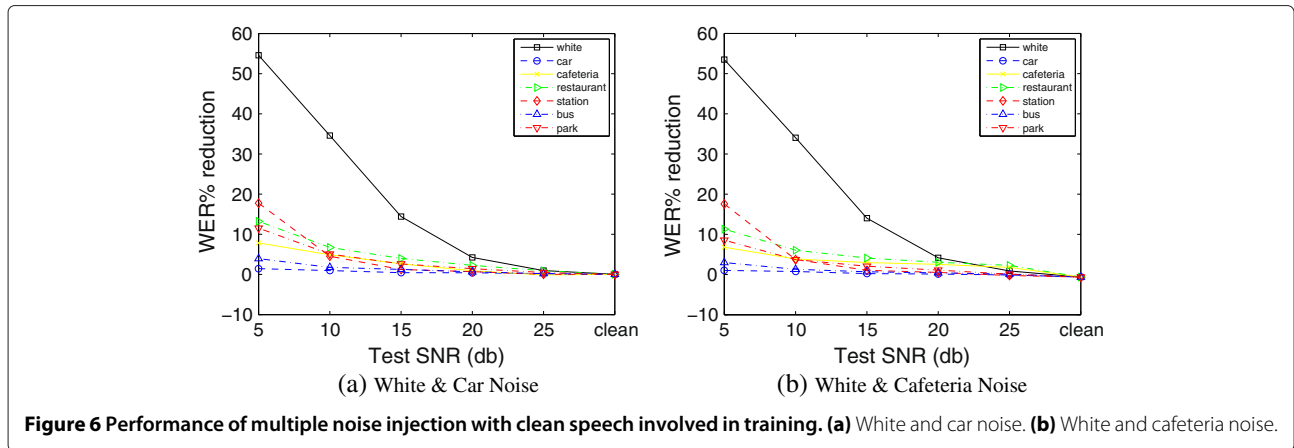 60
50
40
30
20
10
0
−10
WER% reduction
white
car
cafeteria
restaurant
station
bus
park
5 10 15 20 25 clean
Test SNR (db)
(a) White & Car Noise
60
50
40
30
20
10
0
−10
WER% reduction
white
car
cafeteria
restaurant
station
bus
park
5 10 15 20 25 clean
Test SNR (db)
(b) White & Cafeteria Noise
Figure 6 Performance of multiple noise injection with clean speech involved in training. (a) White and car noise. (b) White and cafeteria noise.